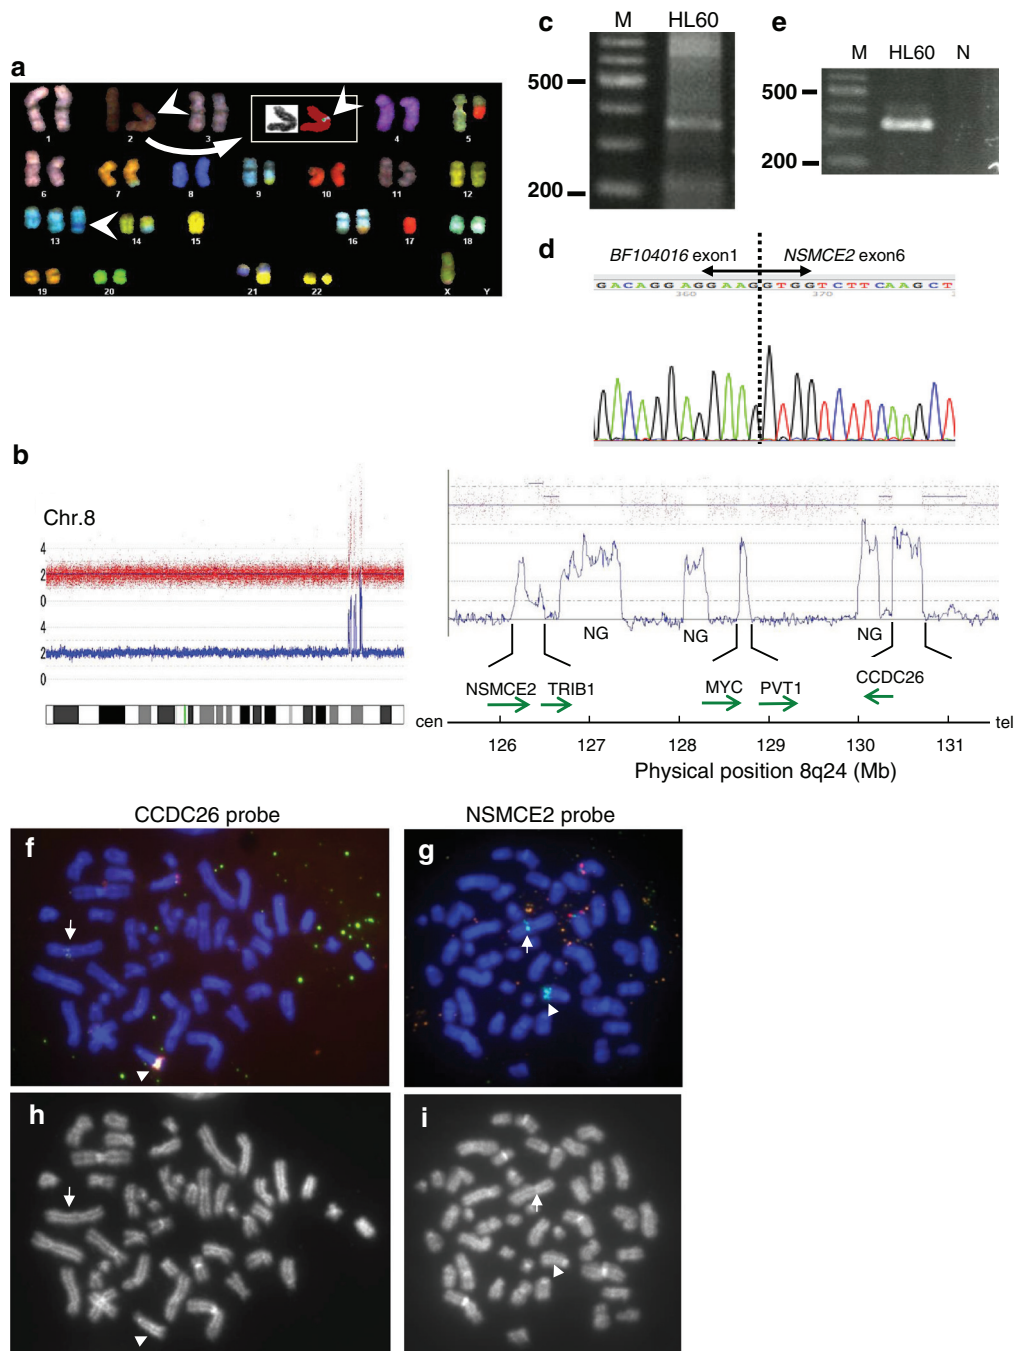 a
1 2 3 4 5
6 7 8 9 10 11 12
13 14 15 16 17 18
19 20 21 22 X Y
b
Chr.8
4
2
0
4
2
0
c
M HL60
500
200
e
M HL60 N
500
200
d
BF104016 exon1 NSMCE2 exon6
GACAGGAGGAAGGTGGTCTTCAAGCT
360 370
NG NG NG
NSMCE2 TRIB1 MYC PVT1 CCDC26
cen tel
126 127 128 129 130 131
Physical position 8q24 (Mb)
CCDC26 probe NSMCE2 probe
f g
h i